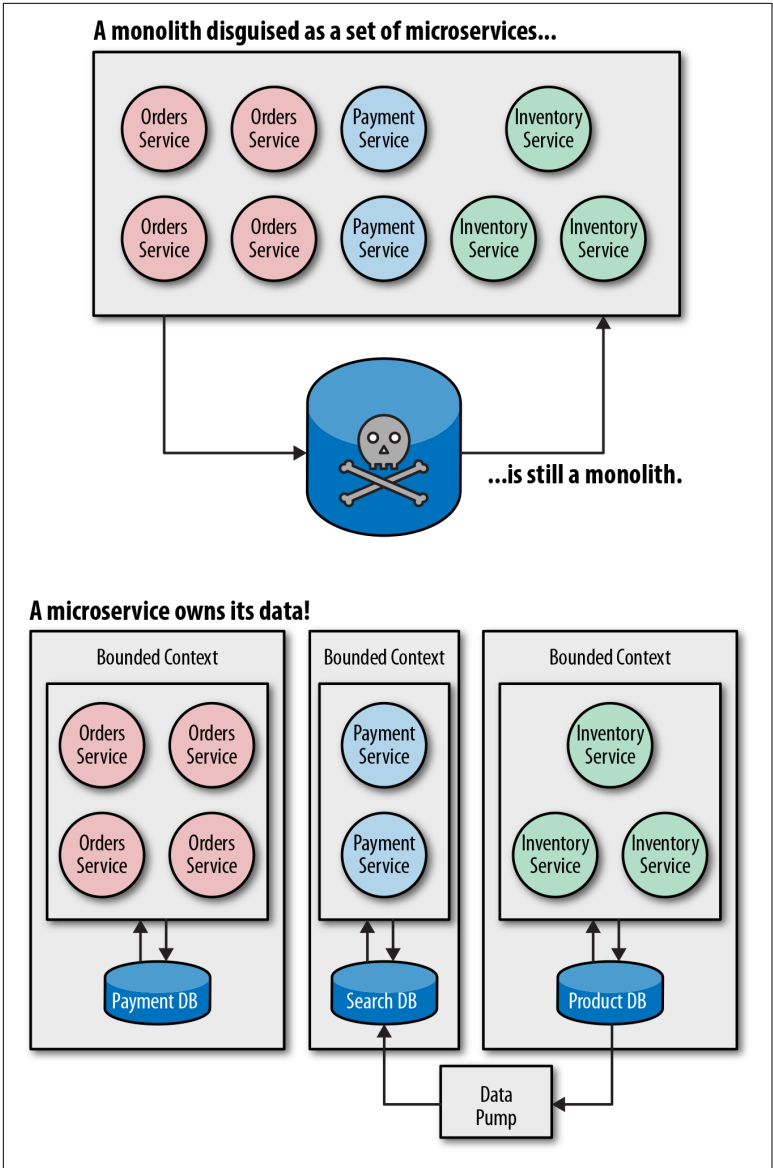 A monolith disguised as a set of microservices...
Orders
Service
Orders
Service
Payment
Service
Inventory
Service
Orders
Service
Orders
Service
Payment
Service
Inventory
Service
Inventory
Service
...is still a monolith.
A microservice owns its data!
Bounded Context
Orders
Service
Orders
Service
Orders
Service
Orders
Service
Payment DB
Bounded Context
Payment
Service
Payment
Service
Search DB
Bounded Context
Inventory
Service
Inventory
Service
Inventory
Service
Product DB
Data
Pump